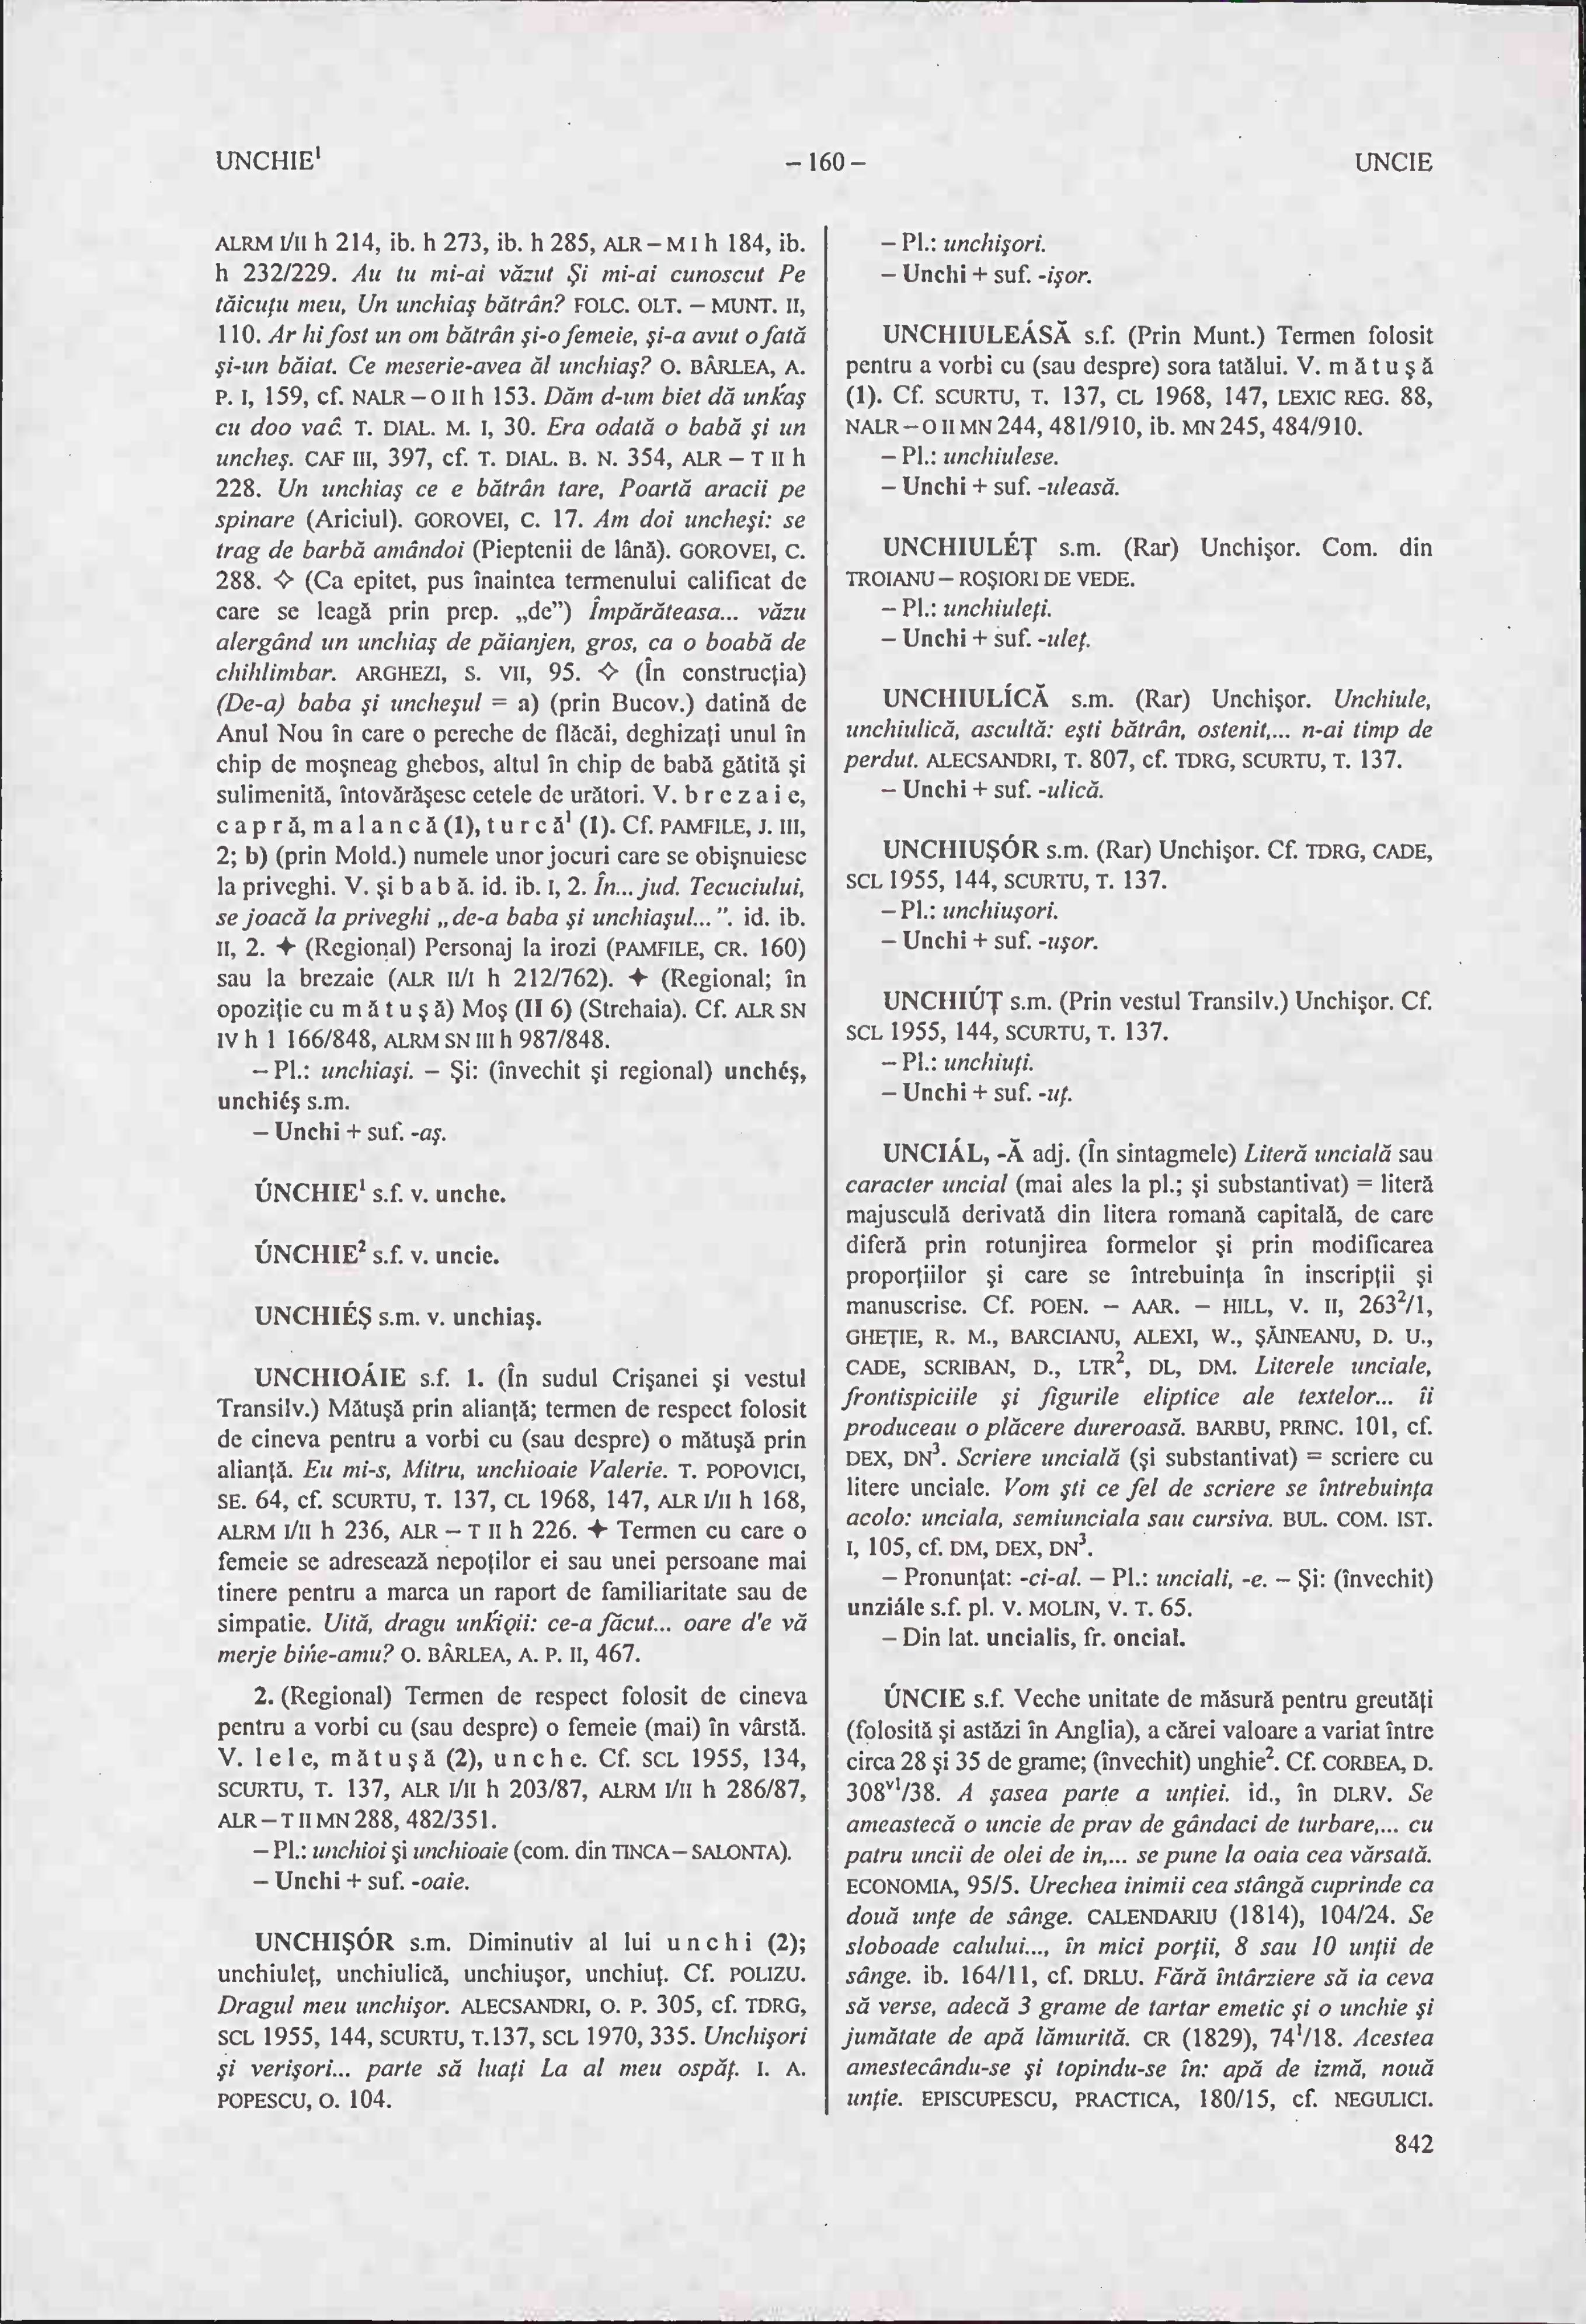 UNCHIE¹
– 160 –
UNCIE
ALRM I/II h 214, ib. h 273, ib. h 285, ALR – M I h 184, ib.
h 232/229. Au tu mi-ai văzut Şi mi-ai cunoscut Pe
tăicuţu meu, Un unchiaş bătrân? FOLC. OLT. – MUNT. II,
110. Ar hi fost un om bătrân şi-o femeie, şi-a avut o fată
şi-un băiat. Ce meserie-avea ăl unchiaş? O. BÂRLEA, A.
P. I, 159, cf. NALR – O II h 153. Dăm d-um biet dă unḱaş
cu doo vać. T. DIAL. M. I, 30. Era odată o babă şi un
uncheş. CAF III, 397, cf. T. DIAL. B. N. 354, ALR – T II h
228. Un unchiaş ce e bătrân tare, Poartă aracii pe
spinare (Ariciul). GOROVEI, C. 17. Am doi uncheşi: se
trag de barbă amândoi (Pieptenii de lână). GOROVEI, C.
288. ✧ (Ca epitet, pus înaintea termenului calificat de
care se leagă prin prep. „de”) Împărăteasa... văzu
alergând un unchiaş de păianjen, gros, ca o boabă de
chihlimbar. ARGHEZI, S. VII, 95. ✧ (În construcţia)
(De-a) baba şi uncheşul = a) (prin Bucov.) datină de
Anul Nou în care o pereche de flăcăi, deghizaţi unul în
chip de moşneag ghebos, altul în chip de babă gătită şi
sulimenită, întovărăşesc cetele de urători. V. b r e z a i e,
c a p r ă, m a l a n c ă (1), t u r c ă¹ (1). Cf. PAMFILE, J. III,
2; b) (prin Mold.) numele unor jocuri care se obişnuiesc
la priveghi. V. şi b a b ă. id. ib. I, 2. În... jud. Tecuciului,
se joacă la priveghi „de-a baba şi unchiaşul...”. id. ib.
II, 2. ✦ (Regional) Personaj la irozi (PAMFILE, CR. 160)
sau la brezaie (ALR II/I h 212/762). ✦ (Regional; în
opoziţie cu m ă t u ş ă) Moş (II 6) (Strehaia). Cf. ALR SN
IV h 1 166/848, ALRM SN III h 987/848.
– Pl.: unchiaşi. – Şi: (învechit şi regional) unchéş,
unchiéş s.m.
– Unchi + suf. -aş.
ÚNCHIE¹ s.f. v. unche.
ÚNCHIE² s.f. v. uncie.
UNCHIÉŞ s.m. v. unchiaş.
UNCHIOÁIE s.f. 1. (În sudul Crişanei şi vestul
Transilv.) Mătuşă prin alianţă; termen de respect folosit
de cineva pentru a vorbi cu (sau despre) o mătuşă prin
alianţă. Eu mi-s, Mitru, unchioaie Valerie. T. POPOVICI,
SE. 64, cf. SCURTU, T. 137, CL 1968, 147, ALR I/II h 168,
ALRM I/II h 236, ALR – T II h 226. ✦ Termen cu care o
femeie se adresează nepoţilor ei sau unei persoane mai
tinere pentru a marca un raport de familiaritate sau de
simpatie. Uită, dragu unḱiǫii: ce-a făcut... oare d'e vă
merje bińe-amu? O. BÂRLEA, A. P. II, 467.
2. (Regional) Termen de respect folosit de cineva
pentru a vorbi cu (sau despre) o femeie (mai) în vârstă.
V. l e l e, m ă t u ş ă (2), u n c h e. Cf. SCL 1955, 134,
SCURTU, T. 137, ALR I/II h 203/87, ALRM I/II h 286/87,
ALR – T II MN 288, 482/351.
– Pl.: unchioi şi unchioaie (com. din TINCA – SALONTA).
– Unchi + suf. -oaie.
UNCHIŞÓR s.m. Diminutiv al lui u n c h i (2);
unchiuleţ, unchiulică, unchiuşor, unchiuţ. Cf. POLIZU.
Dragul meu unchişor. ALECSANDRI, O. P. 305, cf. TDRG,
SCL 1955, 144, SCURTU, T.137, SCL 1970, 335. Unchişori
şi verişori... parte să luaţi La al meu ospăţ. I. A.
POPESCU, O. 104.
– Pl.: unchişori.
– Unchi + suf. -işor.
UNCHIULEÁSĂ s.f. (Prin Munt.) Termen folosit
pentru a vorbi cu (sau despre) sora tatălui. V. m ă t u ş ă
(1). Cf. SCURTU, T. 137, CL 1968, 147, LEXIC REG. 88,
NALR – O II MN 244, 481/910, ib. MN 245, 484/910.
– Pl.: unchiulese.
– Unchi + suf. -uleasă.
UNCHIULÉŢ s.m. (Rar) Unchişor. Com. din
TROIANU – ROŞIORI DE VEDE.
– Pl.: unchiuleţi.
– Unchi + suf. -uleţ.
UNCHIULÍCĂ s.m. (Rar) Unchişor. Unchiule,
unchiulică, ascultă: eşti bătrân, ostenit,... n-ai timp de
perdut. ALECSANDRI, T. 807, cf. TDRG, SCURTU, T. 137.
– Unchi + suf. -ulică.
UNCHIUŞÓR s.m. (Rar) Unchişor. Cf. TDRG, CADE,
SCL 1955, 144, SCURTU, T. 137.
– Pl.: unchiuşori.
– Unchi + suf. -uşor.
UNCHIÚŢ s.m. (Prin vestul Transilv.) Unchişor. Cf.
SCL 1955, 144, SCURTU, T. 137.
– Pl.: unchiuţi.
– Unchi + suf. -uţ.
UNCIÁL, -Ă adj. (În sintagmele) Literă uncială sau
caracter uncial (mai ales la pl.; şi substantivat) = literă
majusculă derivată din litera romană capitală, de care
diferă prin rotunjirea formelor şi prin modificarea
proporţiilor şi care se întrebuinţa în inscripţii şi
manuscrise. Cf. POEN. – AAR. – HILL, V. II, 263²/1,
GHEŢIE, R. M., BARCIANU, ALEXI, W., ŞĂINEANU, D. U.,
CADE, SCRIBAN, D., LTR², DL, DM. Literele unciale,
frontispiciile şi figurile eliptice ale textelor... îi
produceau o plăcere dureroasă. BARBU, PRINC. 101, cf.
DEX, DN³. Scriere uncială (şi substantivat) = scriere cu
litere unciale. Vom şti ce fel de scriere se întrebuinţa
acolo: unciala, semiunciala sau cursiva. BUL. COM. IST.
I, 105, cf. DM, DEX, DN³.
– Pronunţat: -ci-al. – Pl.: unciali, -e. – Şi: (învechit)
unziále s.f. pl. V. MOLIN, V. T. 65.
– Din lat. uncialis, fr. oncial.
ÚNCIE s.f. Veche unitate de măsură pentru greutăţi
(folosită şi astăzi în Anglia), a cărei valoare a variat între
circa 28 şi 35 de grame; (învechit) unghie². Cf. CORBEA, D.
308ᵛ¹/38. A şasea parte a unţiei. id., în DLRV. Se
ameastecă o uncie de prav de gândaci de turbare,... cu
patru uncii de olei de in,... se pune la oaia cea vărsată.
ECONOMIA, 95/5. Urechea inimii cea stângă cuprinde ca
două unţe de sânge. CALENDARIU (1814), 104/24. Se
sloboade calului..., în mici porţii, 8 sau 10 unţii de
sânge. ib. 164/11, cf. DRLU. Fără întârziere să ia ceva
să verse, adecă 3 grame de tartar emetic şi o unchie şi
jumătate de apă lămurită. CR (1829), 74¹/18. Acestea
amestecându-se şi topindu-se în: apă de izmă, nouă
unţie. EPISCUPESCU, PRACTICA, 180/15, cf. NEGULICI.
842